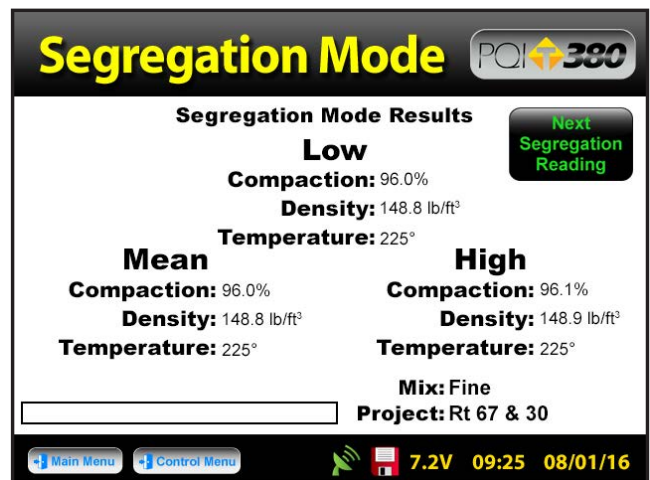 Segregation Mode PQI T 380
Segregation Mode Results
Next
Segregation
Reading
Low
Compaction: 96.0%
Density: 148.8 lb/ft³
Temperature: 225°
Mean
Compaction: 96.0%
Density: 148.8 lb/ft³
Temperature: 225°
High
Compaction: 96.1%
Density: 148.9 lb/ft³
Temperature: 225°
Mix: Fine
Project: Rt 67 & 30
Main Menu Control Menu 7.2V 09:25 08/01/16